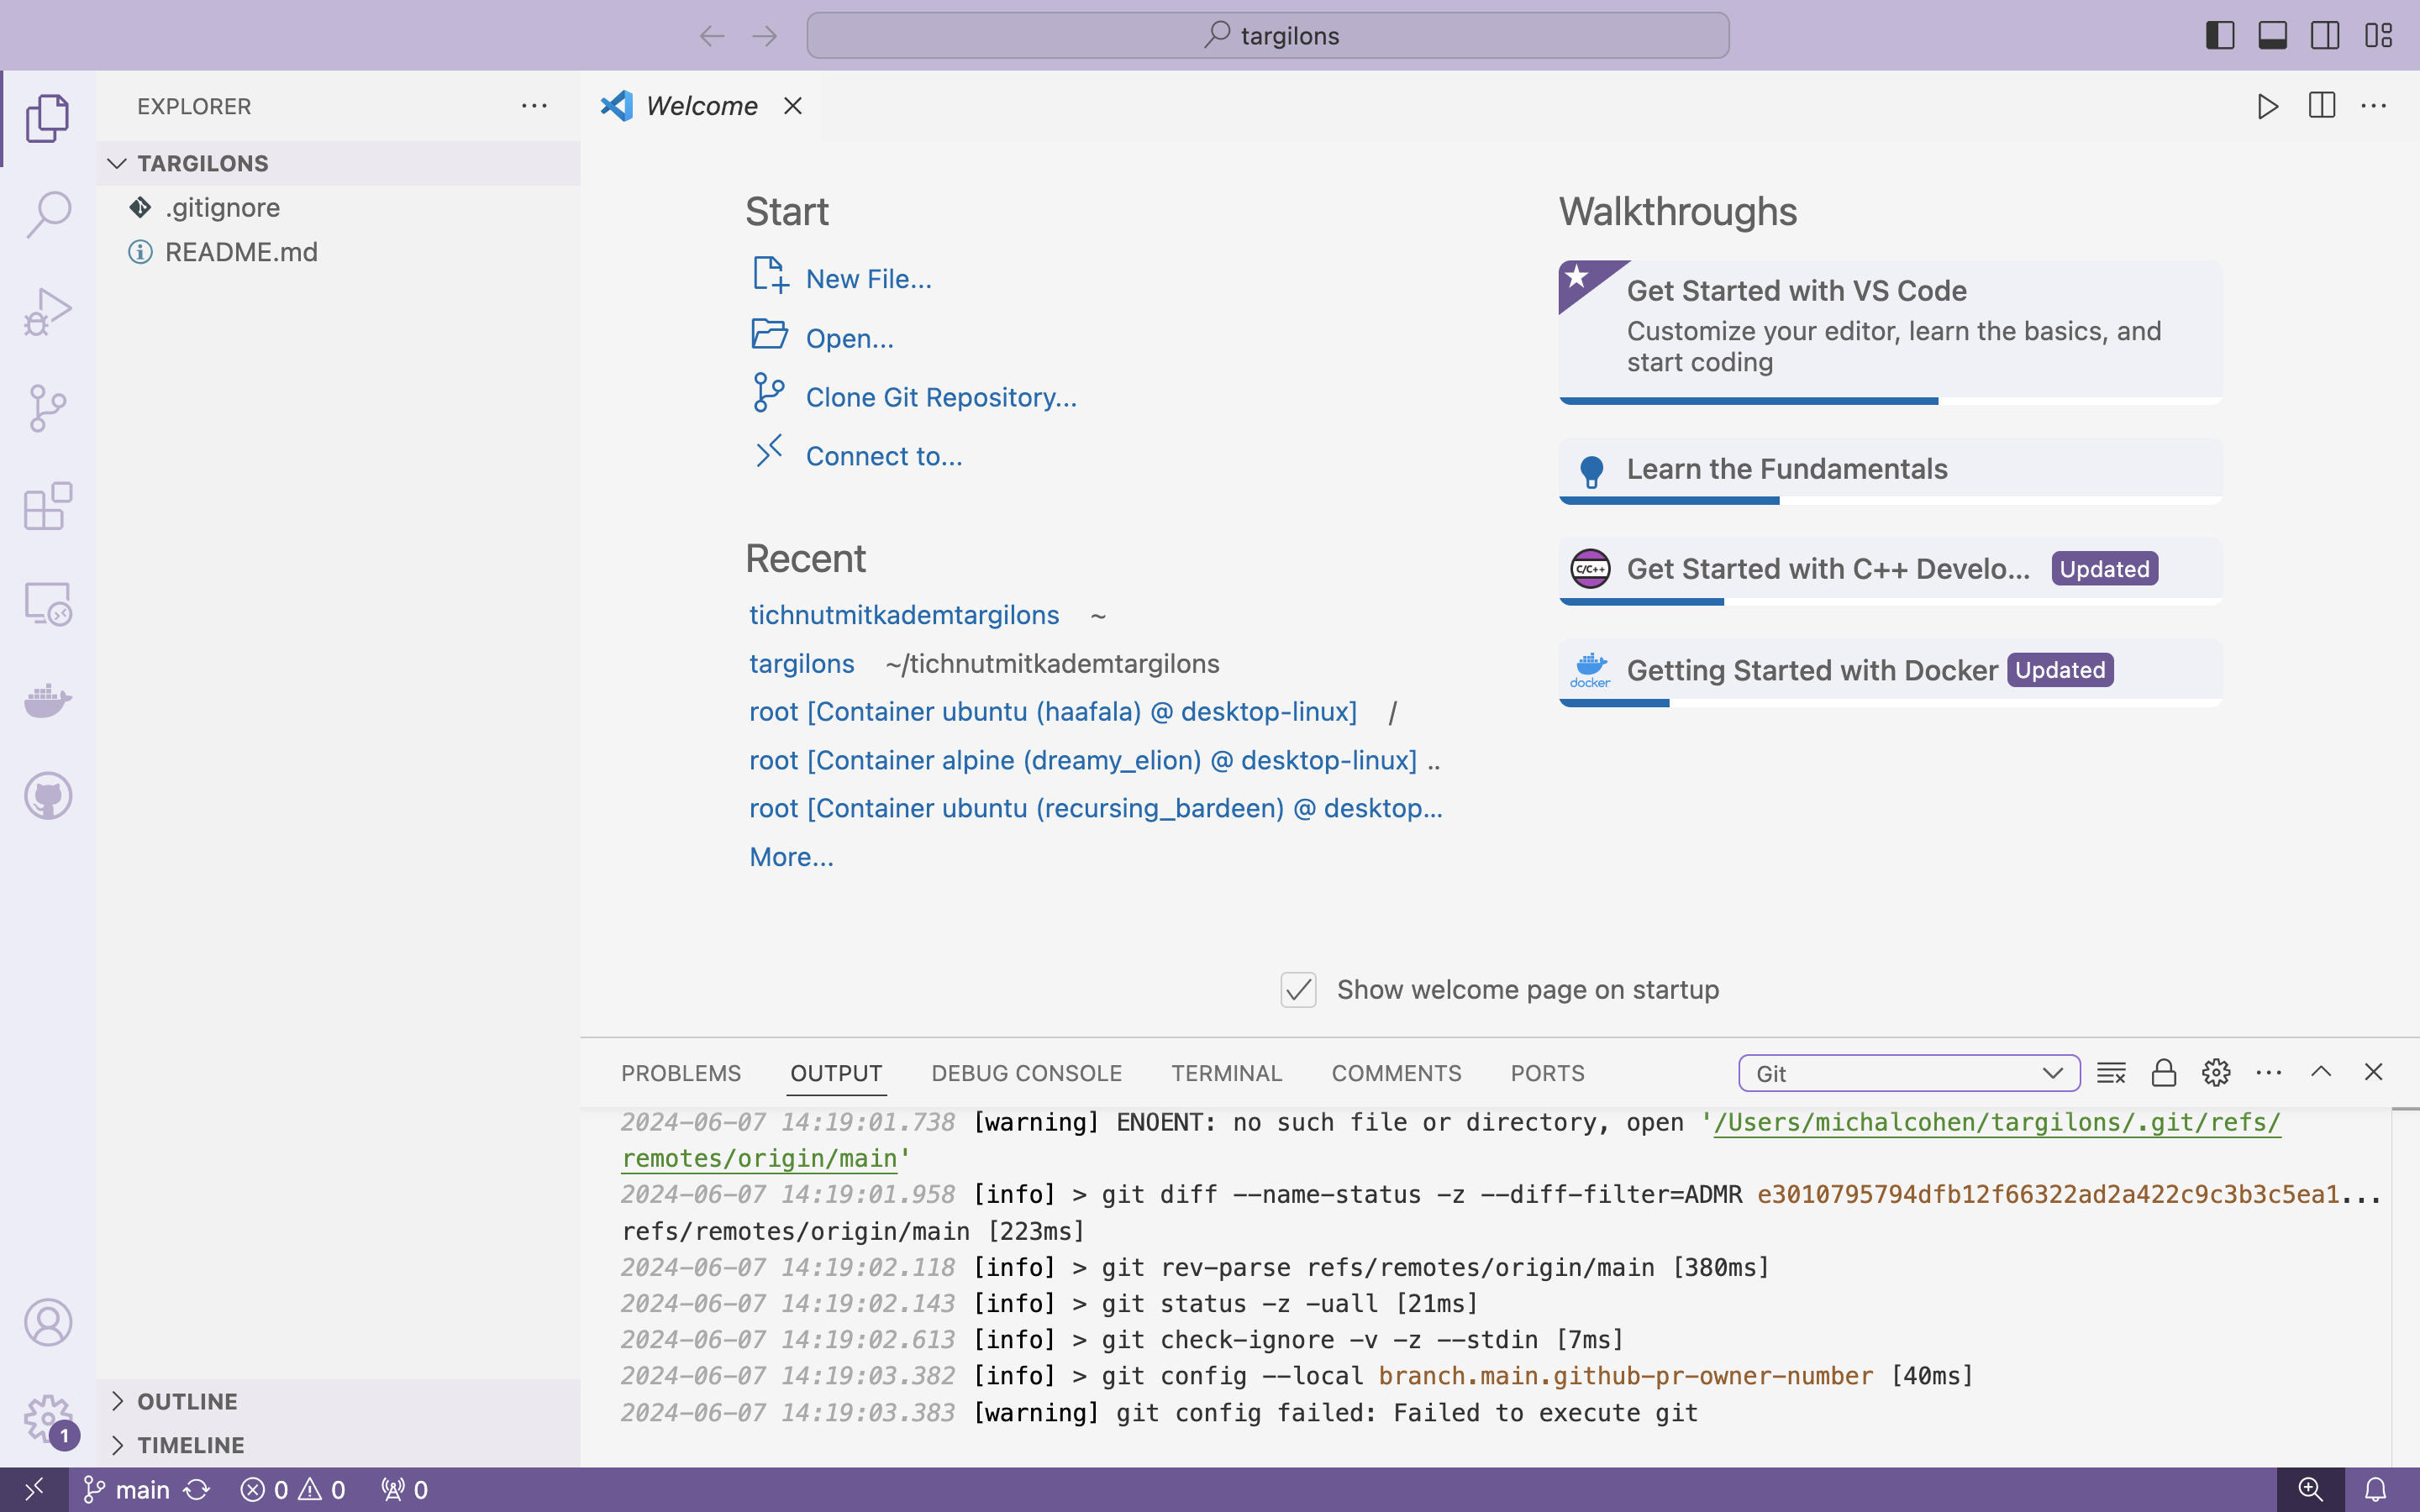 targilons
EXPLORER
TARGILONS
.gitignore
README.md
OUTLINE
TIMELINE
1
Welcome
Start
New File...
Open...
Clone Git Repository...
Connect to...
Recent
tichnutmitkademtargilons ~
targilons ~/tichnutmitkademtargilons
root [Container ubuntu (haafala) @ desktop-linux] /
root [Container alpine (dreamy_elion) @ desktop-linux] ..
root [Container ubuntu (recursing_bardeen) @ desktop...
More...
Walkthroughs
Get Started with VS Code
Customize your editor, learn the basics, and
start coding
Learn the Fundamentals
C/C++ Get Started with C++ Develo... Updated
docker Getting Started with Docker Updated
Show welcome page on startup
PROBLEMS OUTPUT DEBUG CONSOLE TERMINAL COMMENTS PORTS Git
2024-06-07 14:19:01.738 [warning] ENOENT: no such file or directory, open '/Users/michalcohen/targilons/.git/refs/
remotes/origin/main'
2024-06-07 14:19:01.958 [info] > git diff --name-status -z --diff-filter=ADMR e3010795794dfb12f66322ad2a422c9c3b3c5ea1...
refs/remotes/origin/main [223ms]
2024-06-07 14:19:02.118 [info] > git rev-parse refs/remotes/origin/main [380ms]
2024-06-07 14:19:02.143 [info] > git status -z -uall [21ms]
2024-06-07 14:19:02.613 [info] > git check-ignore -v -z --stdin [7ms]
2024-06-07 14:19:03.382 [info] > git config --local branch.main.github-pr-owner-number [40ms]
2024-06-07 14:19:03.383 [warning] git config failed: Failed to execute git
main 0 0 0